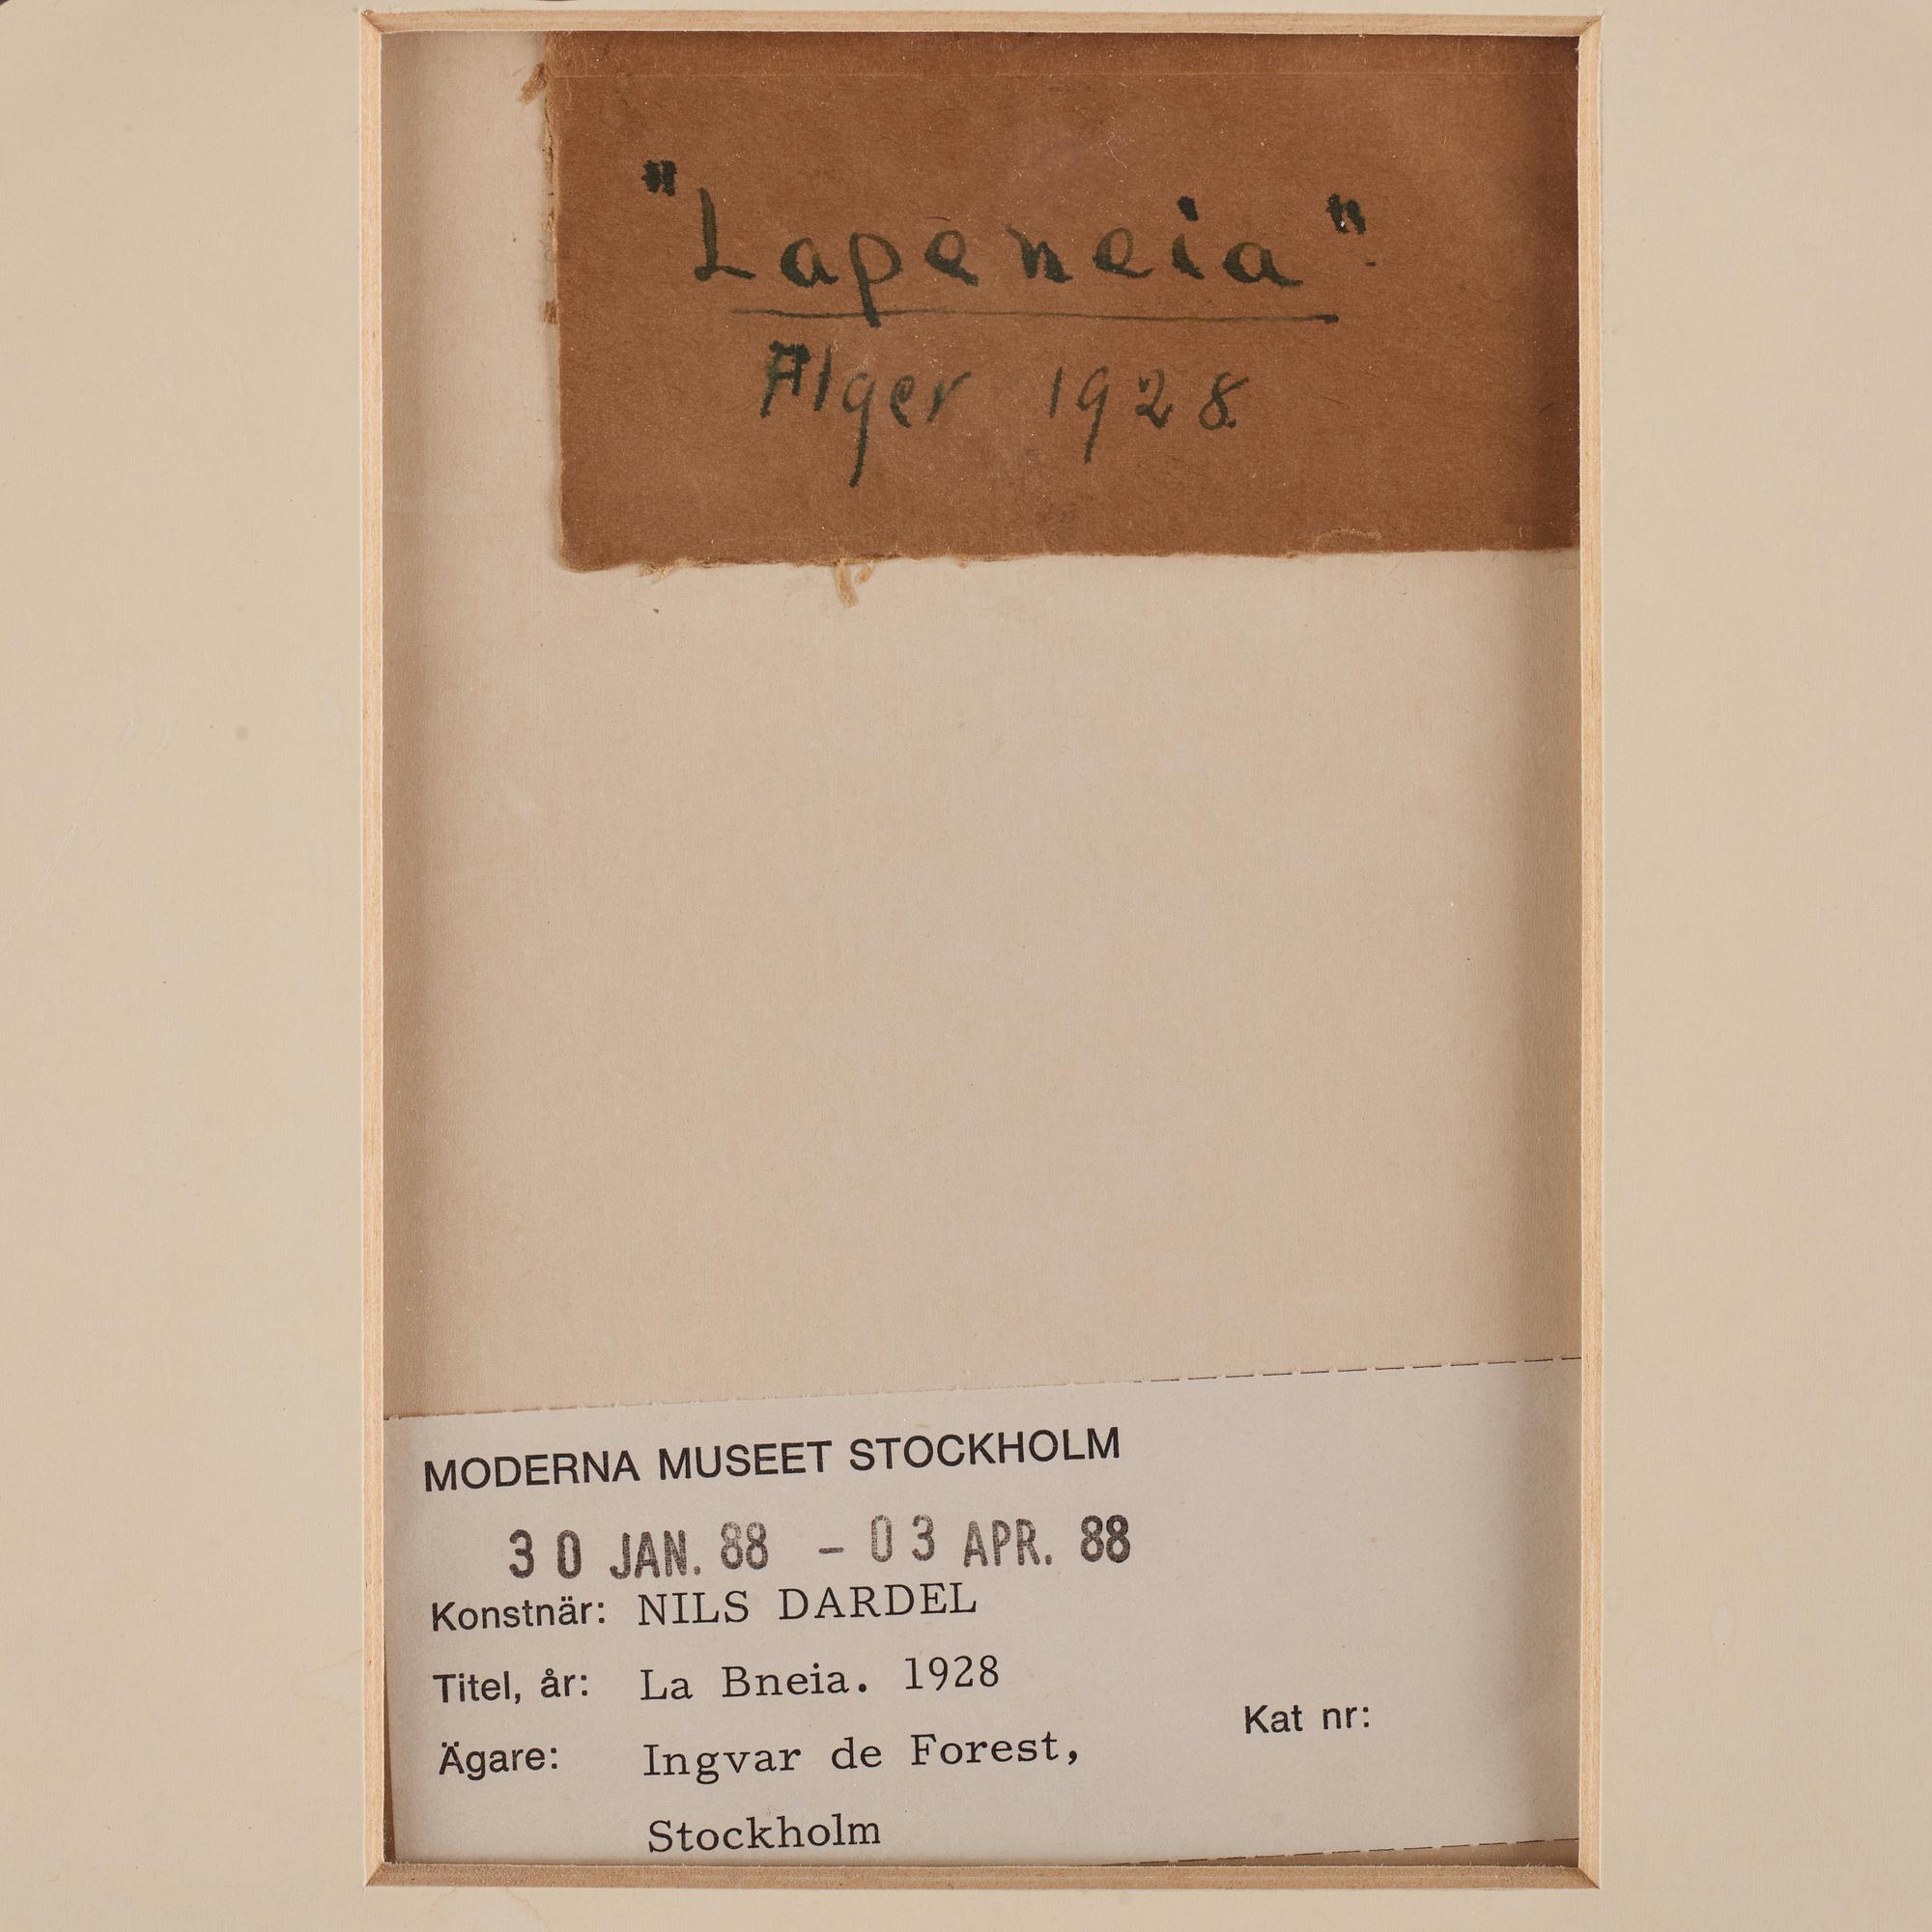 "Lapeneia"
Alger 1928
MODERNA MUSEET STOCKHOLM
30 JAN. 88 – 03 APR. 88
Konstnär: NILS DARDEL
Titel, år: La Bneia. 1928
Kat nr:
Ägare: Ingvar de Forest,
Stockholm